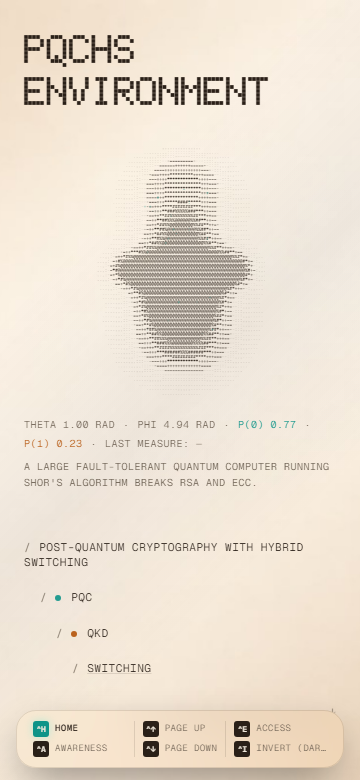 PQCHS
ENVIRONMENT
THETA 1.00 RAD · PHI 4.94 RAD · P(0) 0.77 ·
P(1) 0.23 · LAST MEASURE: —
A LARGE FAULT-TOLERANT QUANTUM COMPUTER RUNNING
SHOR'S ALGORITHM BREAKS RSA AND ECC.
/ POST-QUANTUM CRYPTOGRAPHY WITH HYBRID
SWITCHING
/ ● PQC
/ ● QKD
/ SWITCHING
^H HOME ^↑ PAGE UP ^E ACCESS
^A AWARENESS ^↓ PAGE DOWN ^I INVERT (DAR…